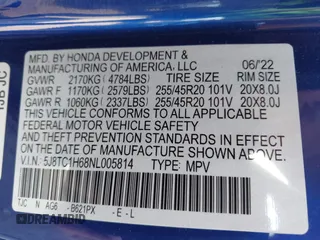 MFD. BY HONDA DEVELOPMENT &
MANUFACTURING OF AMERICA, LLC 06/'22
GVWR 2170KG (4784LBS) TIRE SIZE RIM SIZE
GAWR F 1170KG (2579LBS) 255/45R20 101V 20X8.0J
GAWR R 1060KG (2337LBS) 255/45R20 101V 20X8.0J
THIS VEHICLE CONFORMS TO ALL APPLICABLE
FEDERAL MOTOR VEHICLE SAFETY, BUMPER,
AND THEFT PREVENTION STANDARDS IN EFFECT
ON THE DATE OF MANUFACTURE SHOWN ABOVE.
V.I.N: 5J8TC1H68NL005814 TYPE: MPV
TJC N AG6 -B621PX -E-L
DREAMBID